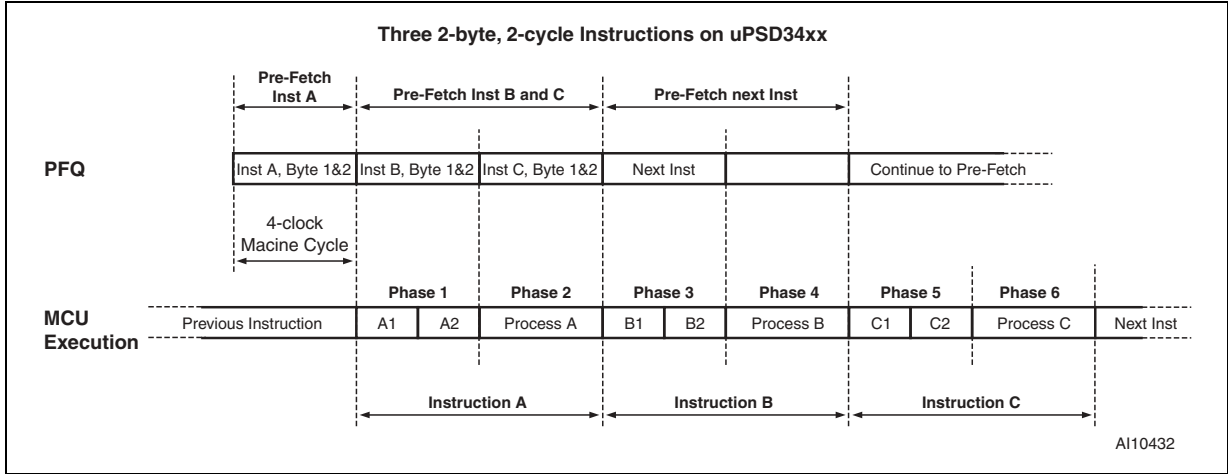 Three 2-byte, 2-cycle Instructions on uPSD34xx
Pre-Fetch
Inst A
Pre-Fetch Inst B and C
Pre-Fetch next Inst
PFQ
Inst A, Byte 1&2
Inst B, Byte 1&2
Inst C, Byte 1&2
Next Inst
Continue to Pre-Fetch
4-clock
Macine Cycle
Phase 1
Phase 2
Phase 3
Phase 4
Phase 5
Phase 6
MCU
Execution
Previous Instruction
A1
A2
Process A
B1
B2
Process B
C1
C2
Process C
Next Inst
Instruction A
Instruction B
Instruction C
AI10432